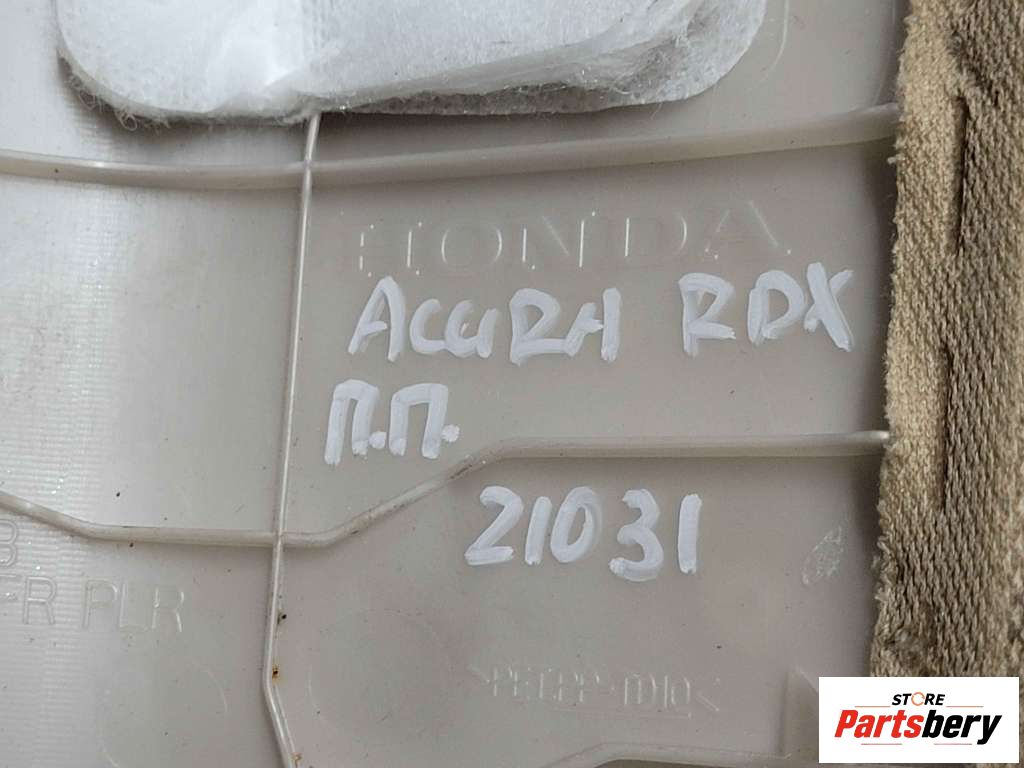 HONDA
ACURA RDX
П.П.
21031
FR PLR
STORE
Partsbery